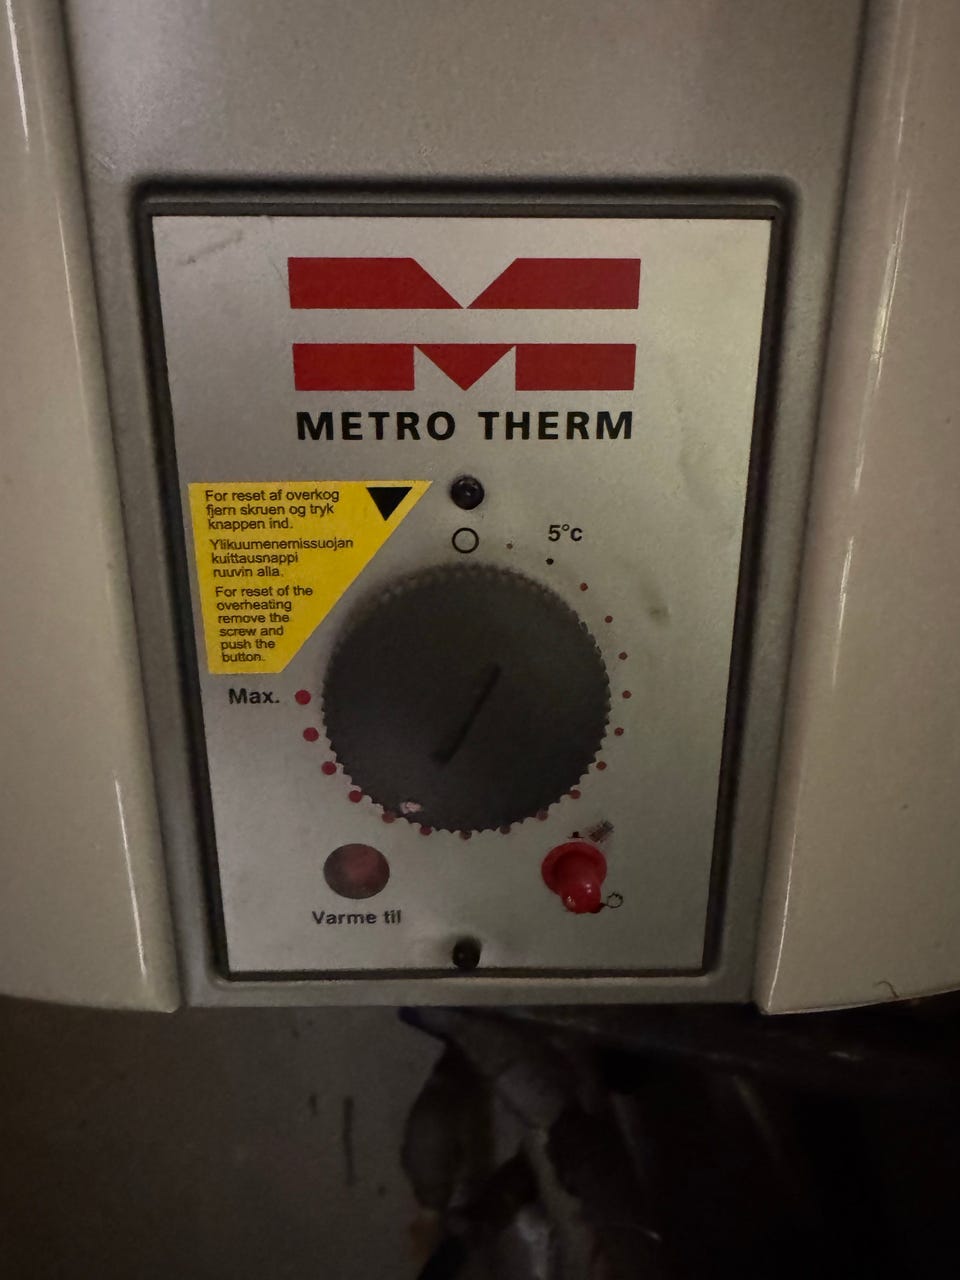 METRO THERM
For reset af overkog
fjern skruen og tryk
knappen ind.
Ylikuumenemissuojan
kuittausnappi
ruuvin alla.
For reset of the
overheating
remove the
screw and
push the
button.
5°c
Max.
Varme til